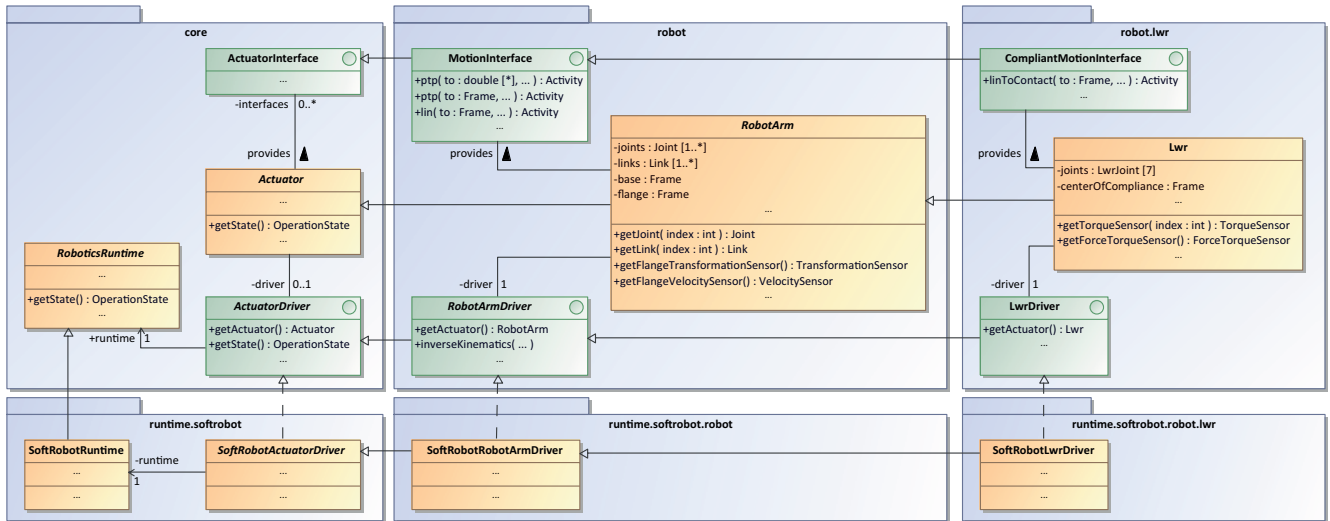 core
ActuatorInterface
...
-interfaces
0..*
provides
Actuator
...
+getState() : OperationState
...
RoboticsRuntime
...
+getState() : OperationState
...
-driver
0..1
ActuatorDriver
+getActuator() : Actuator
+getState() : OperationState
...
+runtime
1
robot
MotionInterface
+ptp( to : double [*], ... ) : Activity
+ptp( to : Frame, ... ) : Activity
+lin( to : Frame, ... ) : Activity
...
provides
RobotArm
-joints : Joint [1..*]
-links : Link [1..*]
-base : Frame
-flange : Frame
...
+getJoint( index : int ) : Joint
+getLink( index : int ) : Link
+getFlangeTransformationSensor() : TransformationSensor
+getFlangeVelocitySensor() : VelocitySensor
...
-driver
1
RobotArmDriver
+getActuator() : RobotArm
+inverseKinematics( ... )
...
robot.lwr
CompliantMotionInterface
+linToContact( to : Frame, ... ) : Activity
...
provides
Lwr
-joints : LwrJoint [7]
-centerOfCompliance : Frame
...
+getTorqueSensor( index : int ) : TorqueSensor
+getForceTorqueSensor() : ForceTorqueSensor
...
-driver
1
LwrDriver
+getActuator() : Lwr
...
runtime.softrobot
SoftRobotRuntime
...
...
-runtime
1
SoftRobotActuatorDriver
...
...
runtime.softrobot.robot
SoftRobotRobotArmDriver
...
...
runtime.softrobot.robot.lwr
SoftRobotLwrDriver
...
...